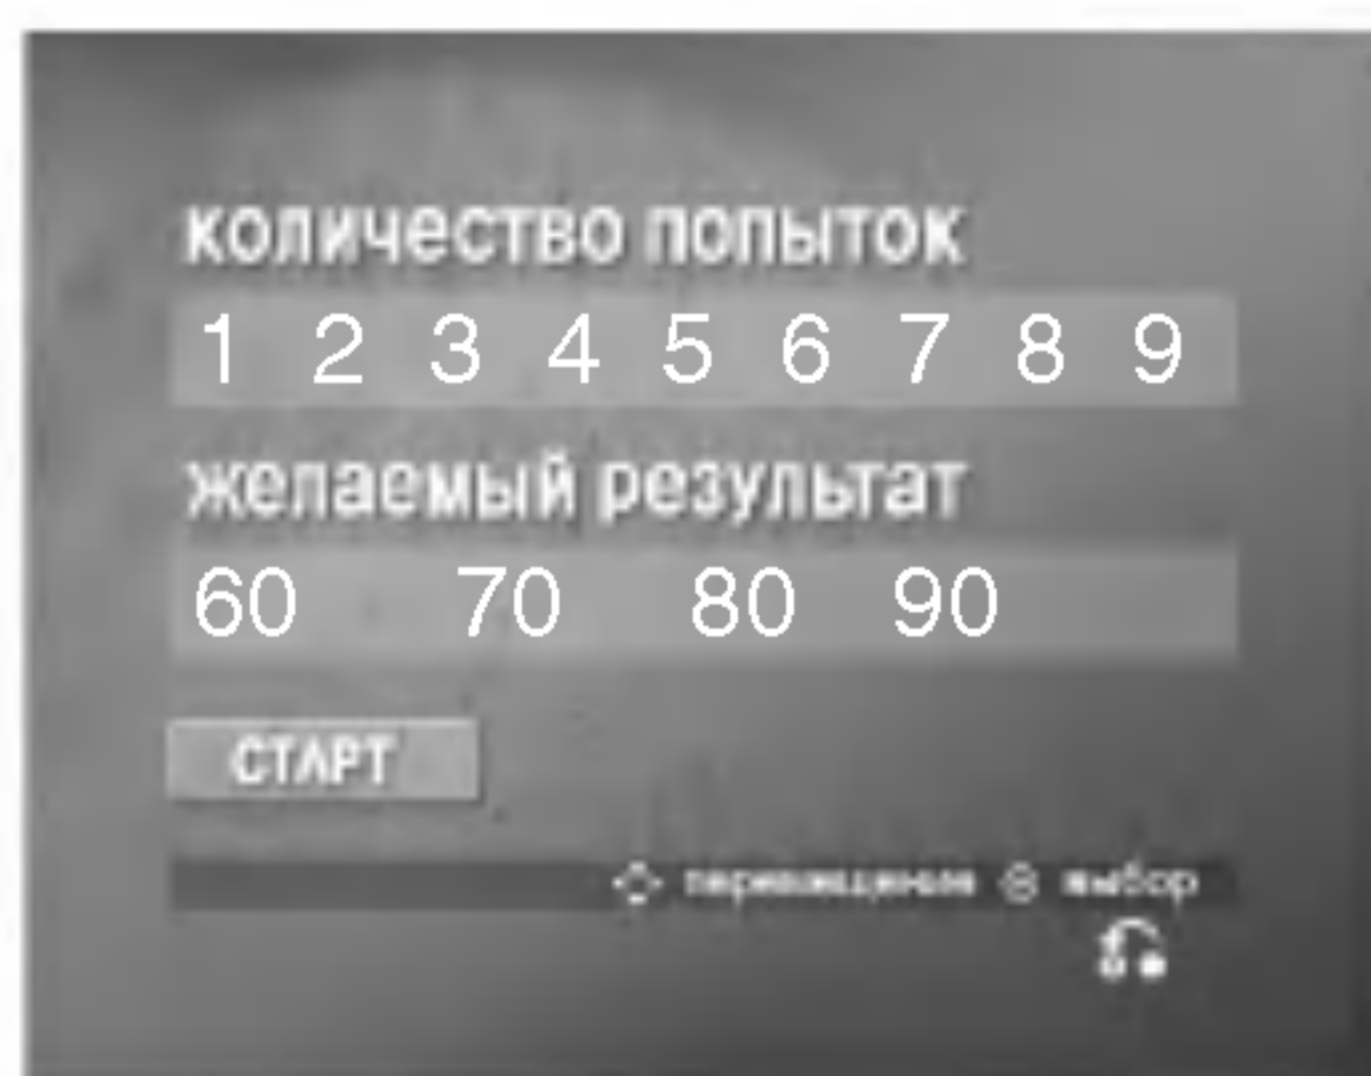 количество попыток
1 2 3 4 5 6 7 8 9
желаемый результат
60 70 80 90
СТАРТ
перемещение выбор